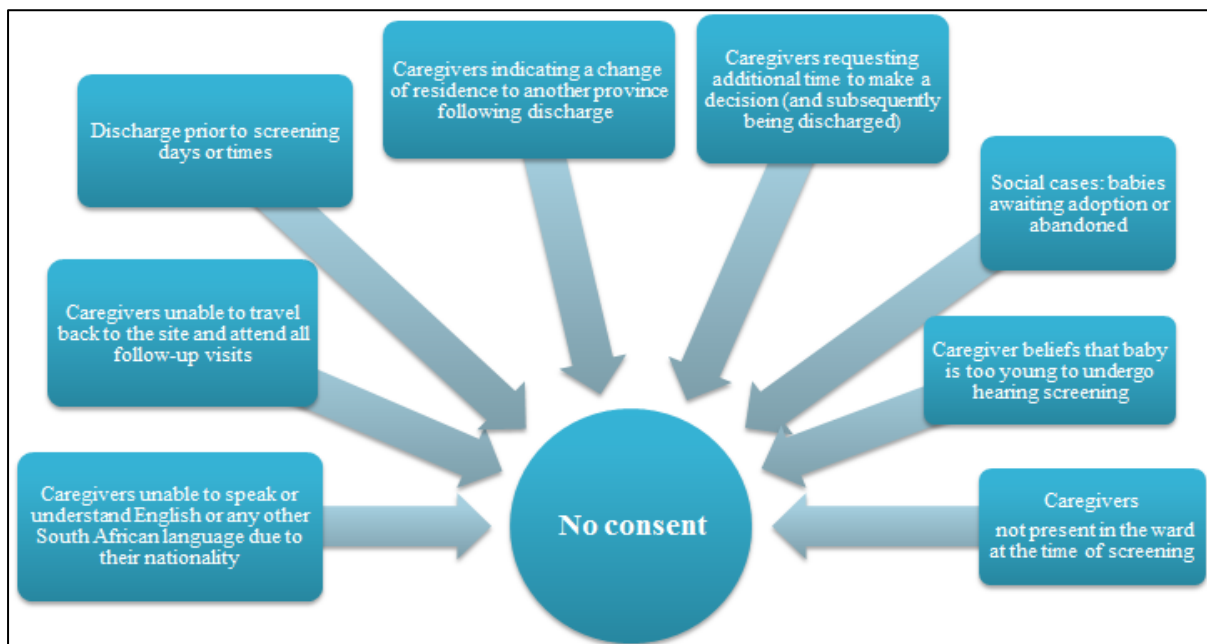 Caregivers indicating a change
of residence to another province
following discharge
Caregivers requesting
additional time to make a
decision (and subsequently
being discharged)
Discharge prior to screening
days or times
Social cases: babies
awaiting adoption or
abandoned
Caregivers unable to travel
back to the site and attend all
follow-up visits
Caregiver beliefs that baby
is too young to undergo
hearing screening
Caregivers unable to speak or
understand English or any other
South African language due to
their nationality
No consent
Caregivers
not present in the ward
at the time of screening